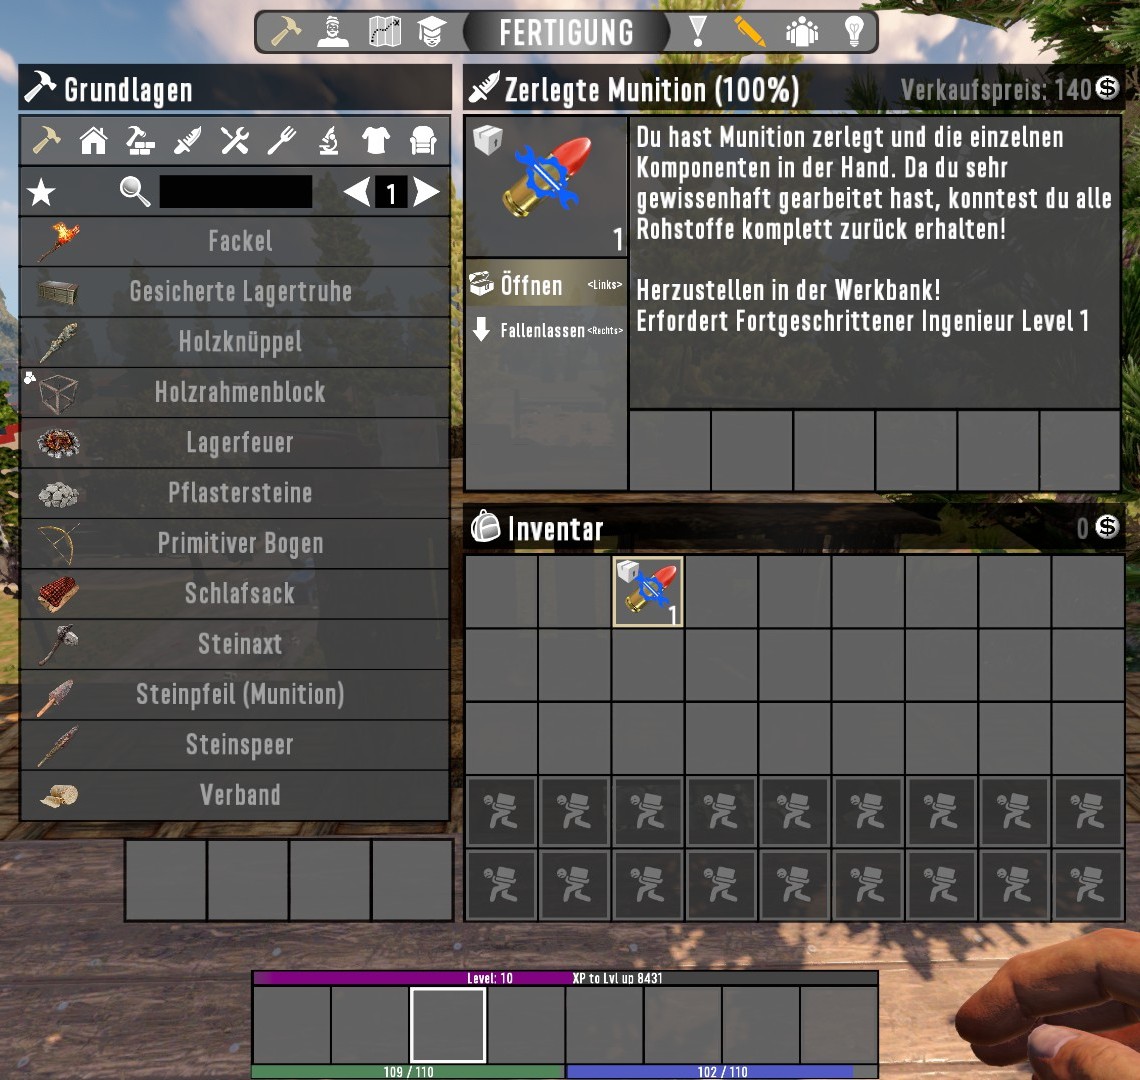 FERTIGUNG
Grundlagen
1
Fackel
Gesicherte Lagertruhe
Holzknüppel
Holzrahmenblock
Lagerfeuer
Pflastersteine
Primitiver Bogen
Schlafsack
Steinaxt
Steinpfeil (Munition)
Steinspeer
Verband
Zerlegte Munition (100%)
Verkaufspreis: 140
1
Öffnen <Links>
Fallenlassen <Rechts>
Du hast Munition zerlegt und die einzelnen
Komponenten in der Hand. Da du sehr
gewissenhaft gearbeitet hast, konntest du alle
Rohstoffe komplett zurück erhalten!
Herzustellen in der Werkbank!
Erfordert Fortgeschrittener Ingenieur Level 1
Inventar
0
1
Level: 10
XP to Lvl up 8431
109 / 110
102 / 110